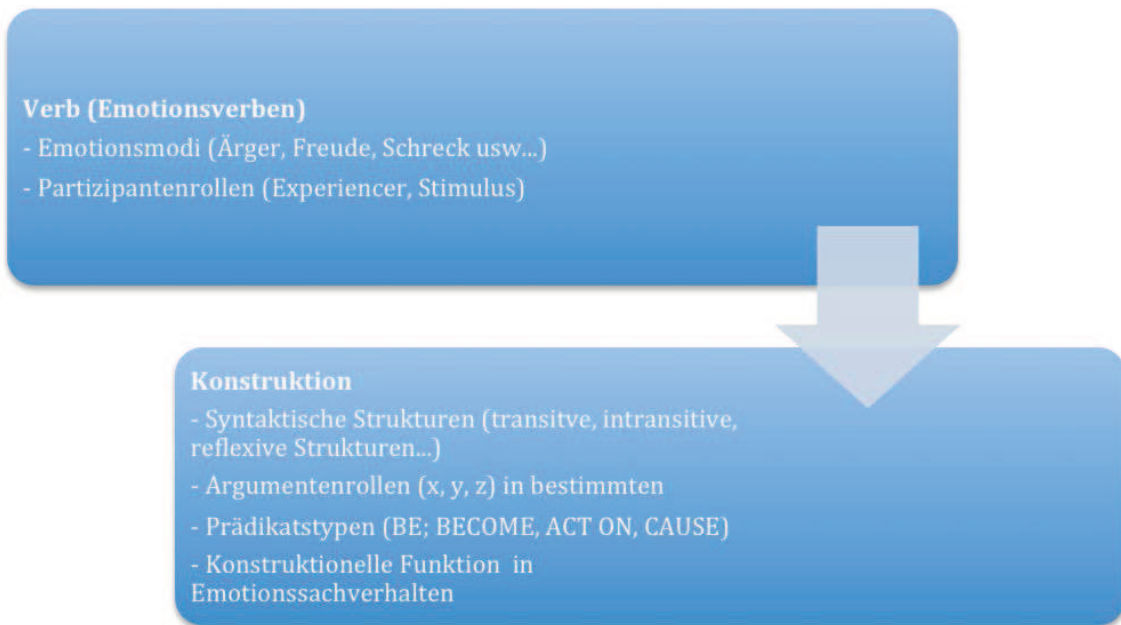 Verb (Emotionsverben)
- Emotionsmodi (Ärger, Freude, Schreck usw...)
- Partizipantenrollen (Experiencer, Stimulus)
Konstruktion
- Syntaktische Strukturen (transitve, intransitive,
reflexive Strukturen...)
- Argumentenrollen (x, y, z) in bestimmten
- Prädikatstypen (BE; BECOME, ACT ON, CAUSE)
- Konstruktionelle Funktion in
Emotionssachverhalten